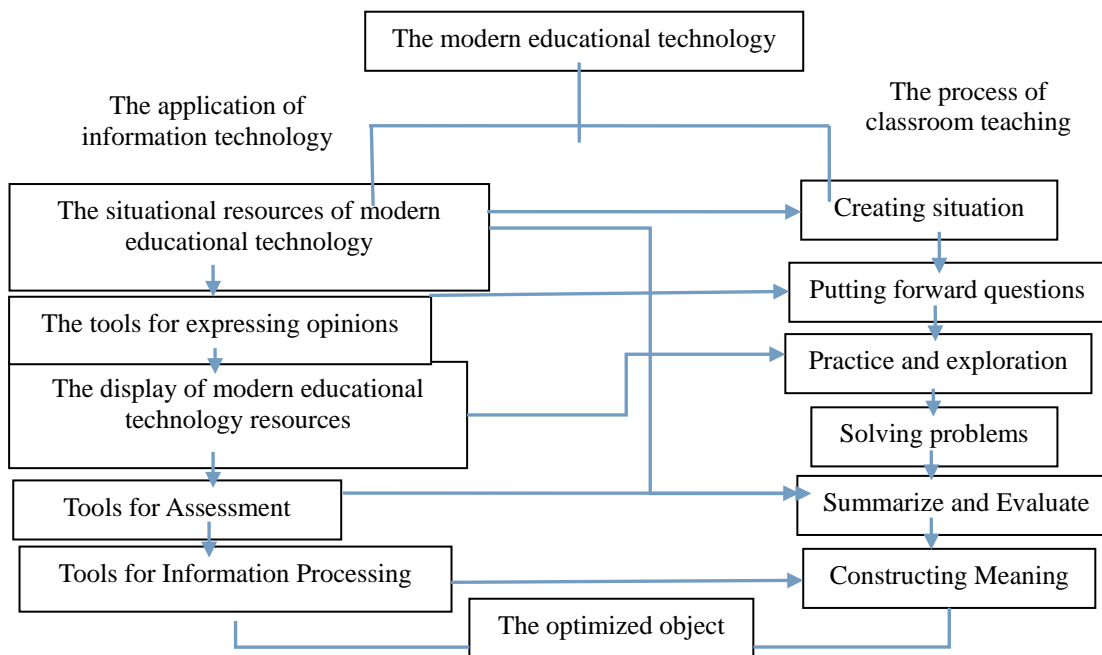 The modern educational technology
The application of
information technology
The process of
classroom teaching
The situational resources of modern
educational technology
Creating situation
The tools for expressing opinions
Putting forward questions
The display of modern educational
technology resources
Practice and exploration
Solving problems
Tools for Assessment
Summarize and Evaluate
Tools for Information Processing
Constructing Meaning
The optimized object